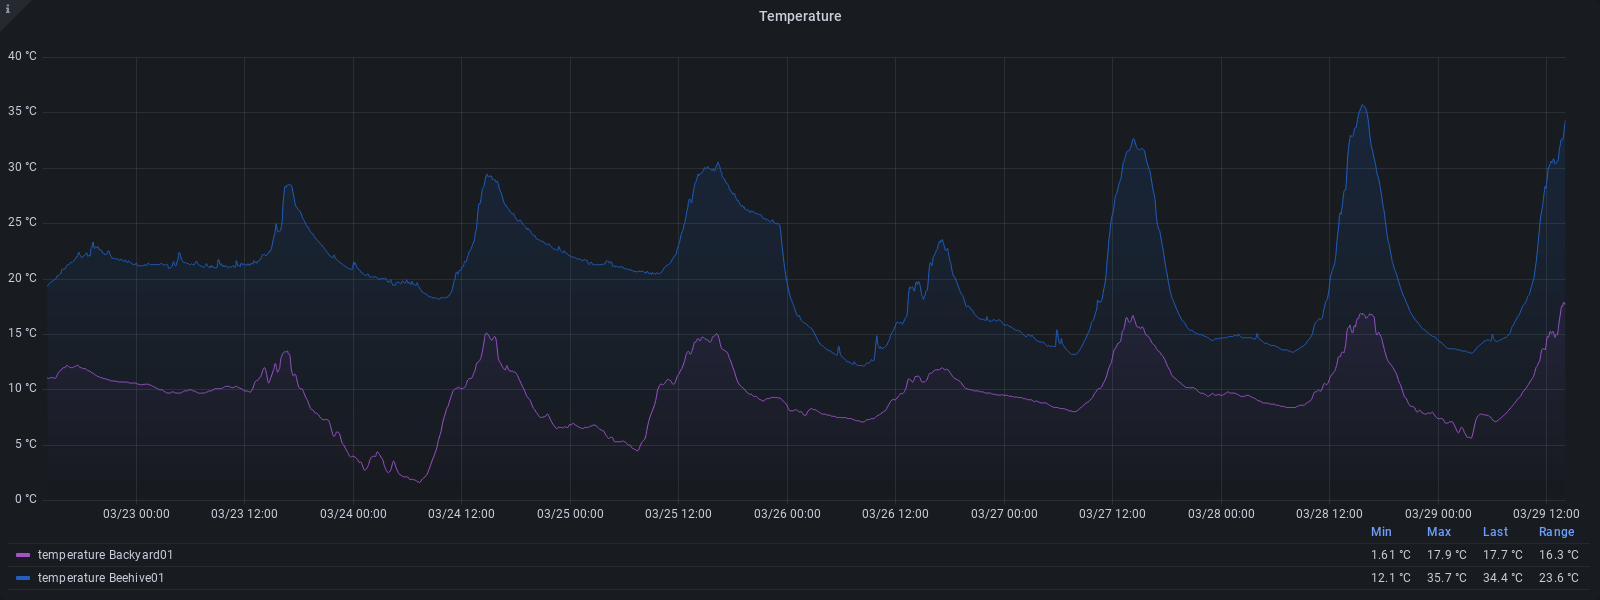 i
Temperature
40 °C
35 °C
30 °C
25 °C
20 °C
15 °C
10 °C
5 °C
0 °C
03/23 00:00 03/23 12:00 03/24 00:00 03/24 12:00 03/25 00:00 03/25 12:00 03/26 00:00 03/26 12:00 03/27 00:00 03/27 12:00 03/28 00:00 03/28 12:00 03/29 00:00 03/29 12:00
Min Max Last Range
temperature Backyard01 1.61 °C 17.9 °C 17.7 °C 16.3 °C
temperature Beehive01 12.1 °C 35.7 °C 34.4 °C 23.6 °C